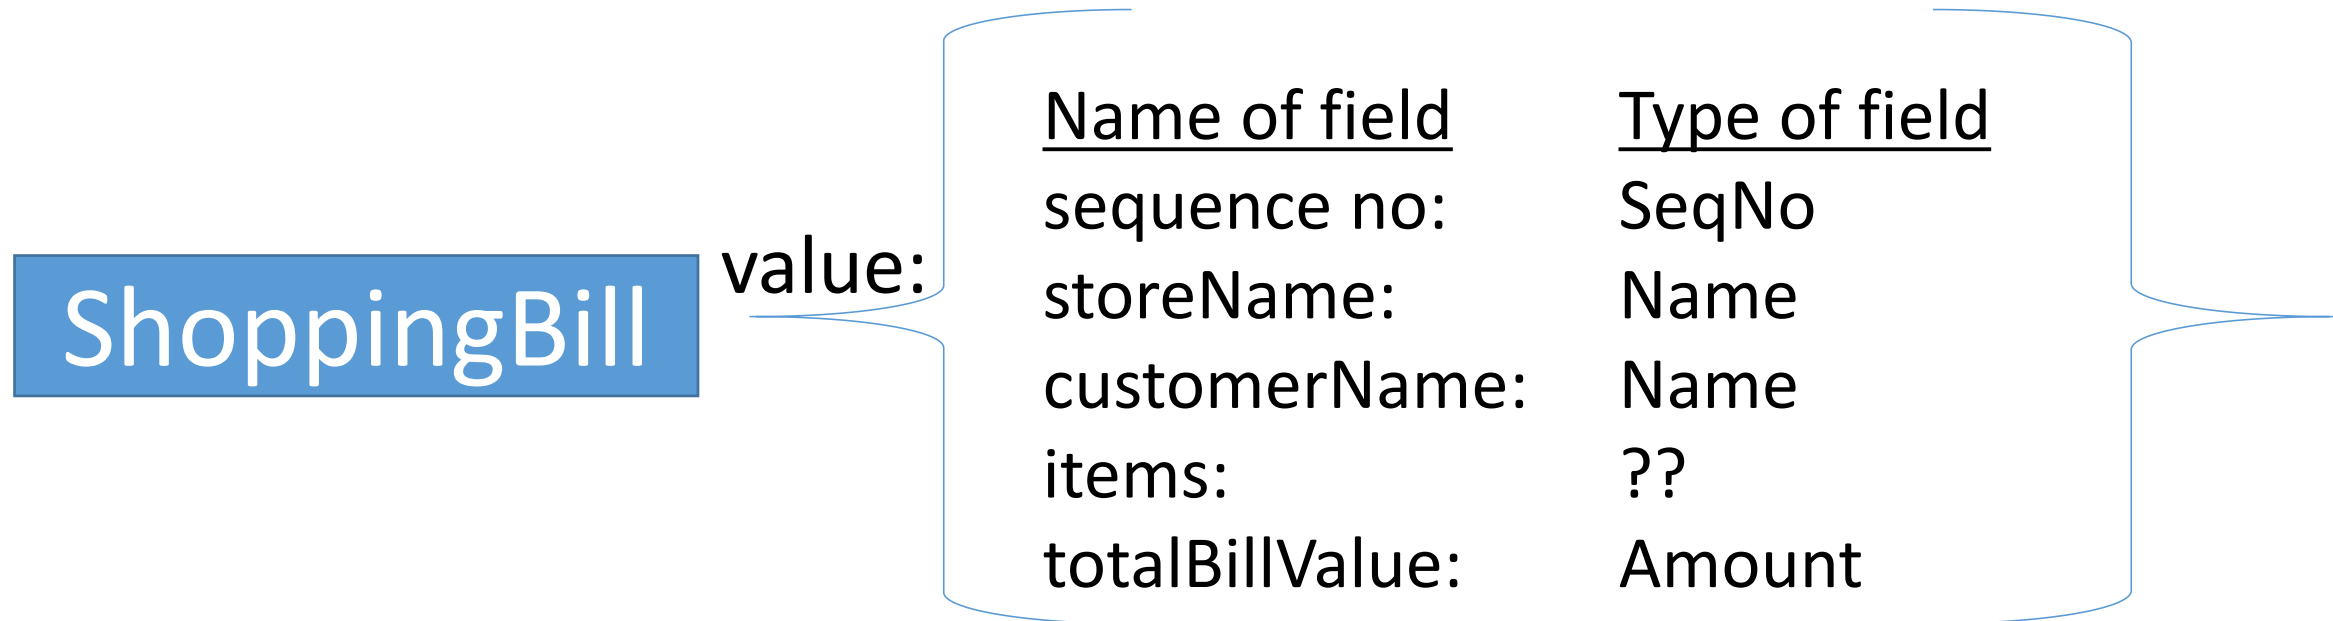 ShoppingBill
value:
Name of field Type of field
sequence no: SeqNo
storeName: Name
customerName: Name
items: ??
totalBillValue: Amount